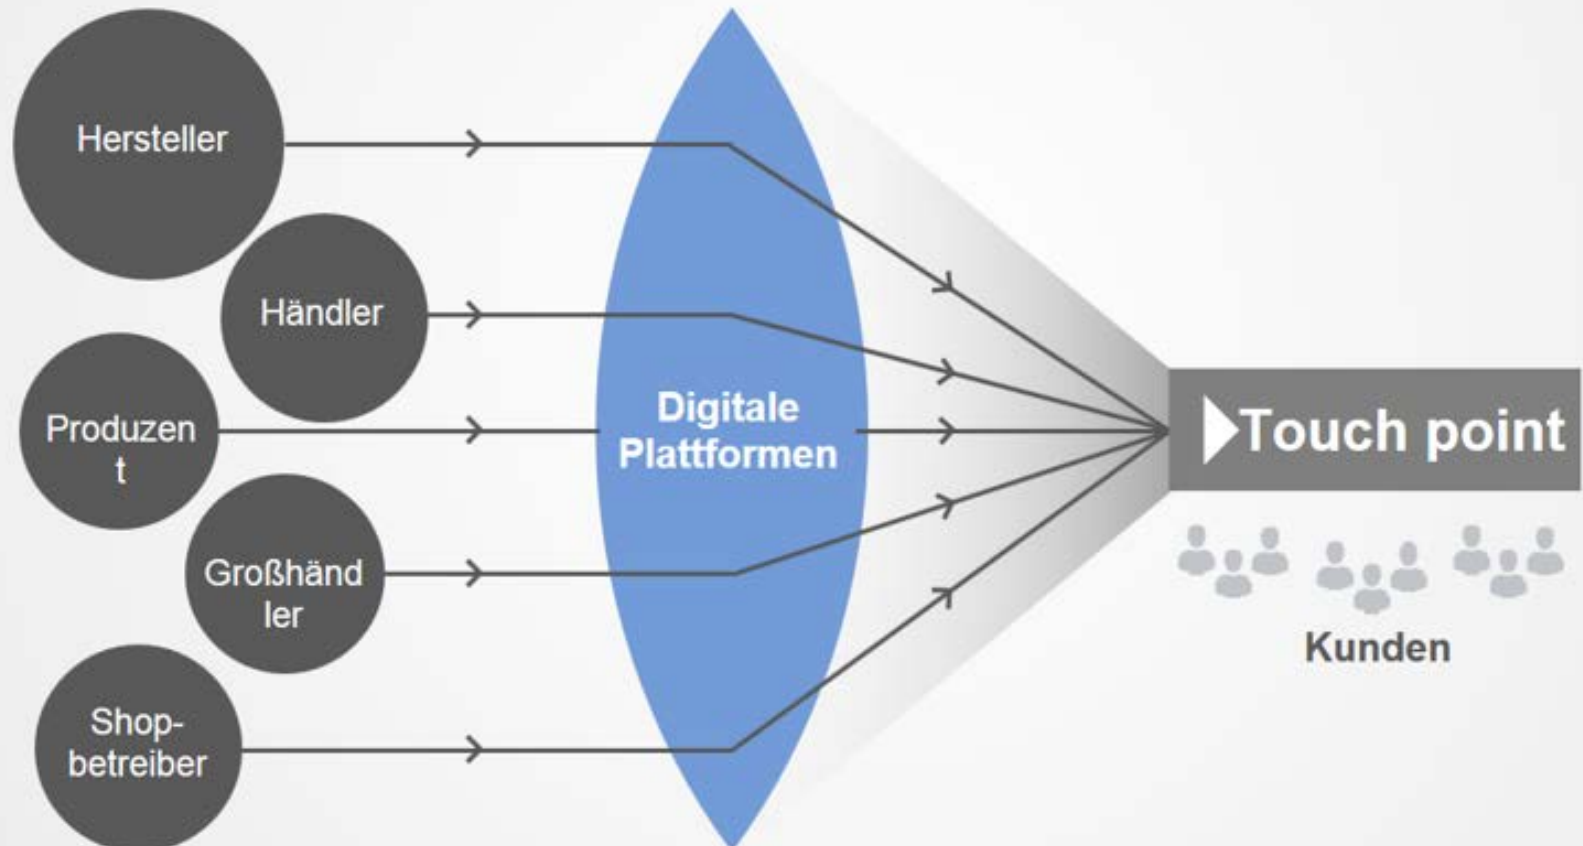 Hersteller
Händler
Produzen
t
Großhänd
ler
Shop-
betreiber
Digitale
Plattformen
Touch point
Kunden